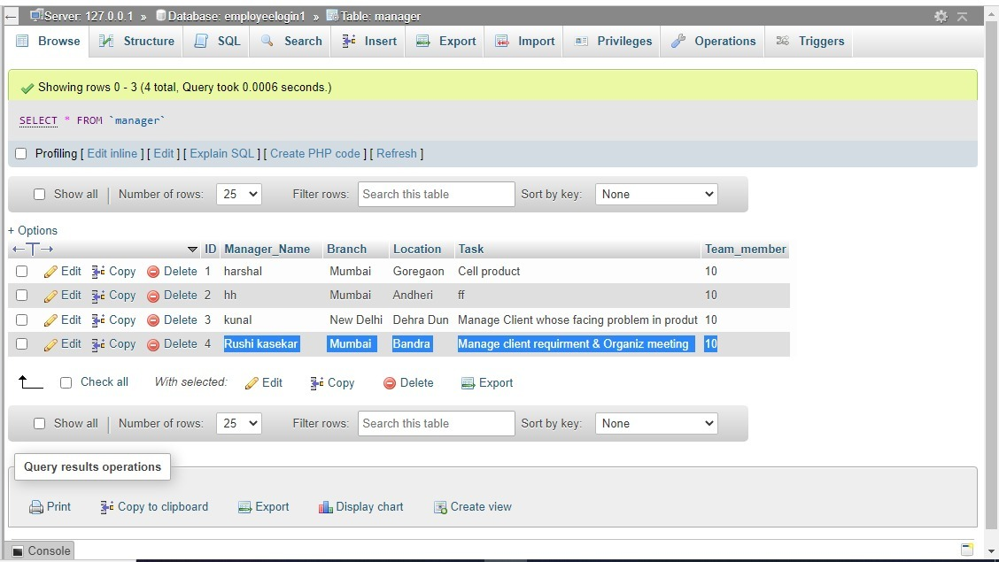 Server: 127.0.0.1 » Database: employeelogin1 » Table: manager
Browse Structure SQL Search Insert Export Import Privileges Operations Triggers
Showing rows 0 - 3 (4 total, Query took 0.0006 seconds.)
SELECT * FROM `manager`
Profiling [ Edit inline ] [ Edit ] [ Explain SQL ] [ Create PHP code ] [ Refresh ]
Show all | Number of rows: 25 Filter rows: Search this table Sort by key: None
+ Options
←T→ ID Manager_Name Branch Location Task Team_member
Edit Copy Delete 1 harshal Mumbai Goregaon Cell product 10
Edit Copy Delete 2 hh Mumbai Andheri ff 10
Edit Copy Delete 3 kunal New Delhi Dehra Dun Manage Client whose facing problem in produt 10
Edit Copy Delete 4 Rushi kasekar Mumbai Bandra Manage client requirment & Organiz meeting 10
Check all With selected: Edit Copy Delete Export
Show all | Number of rows: 25 Filter rows: Search this table Sort by key: None
Query results operations
Print Copy to clipboard Export Display chart Create view
Console